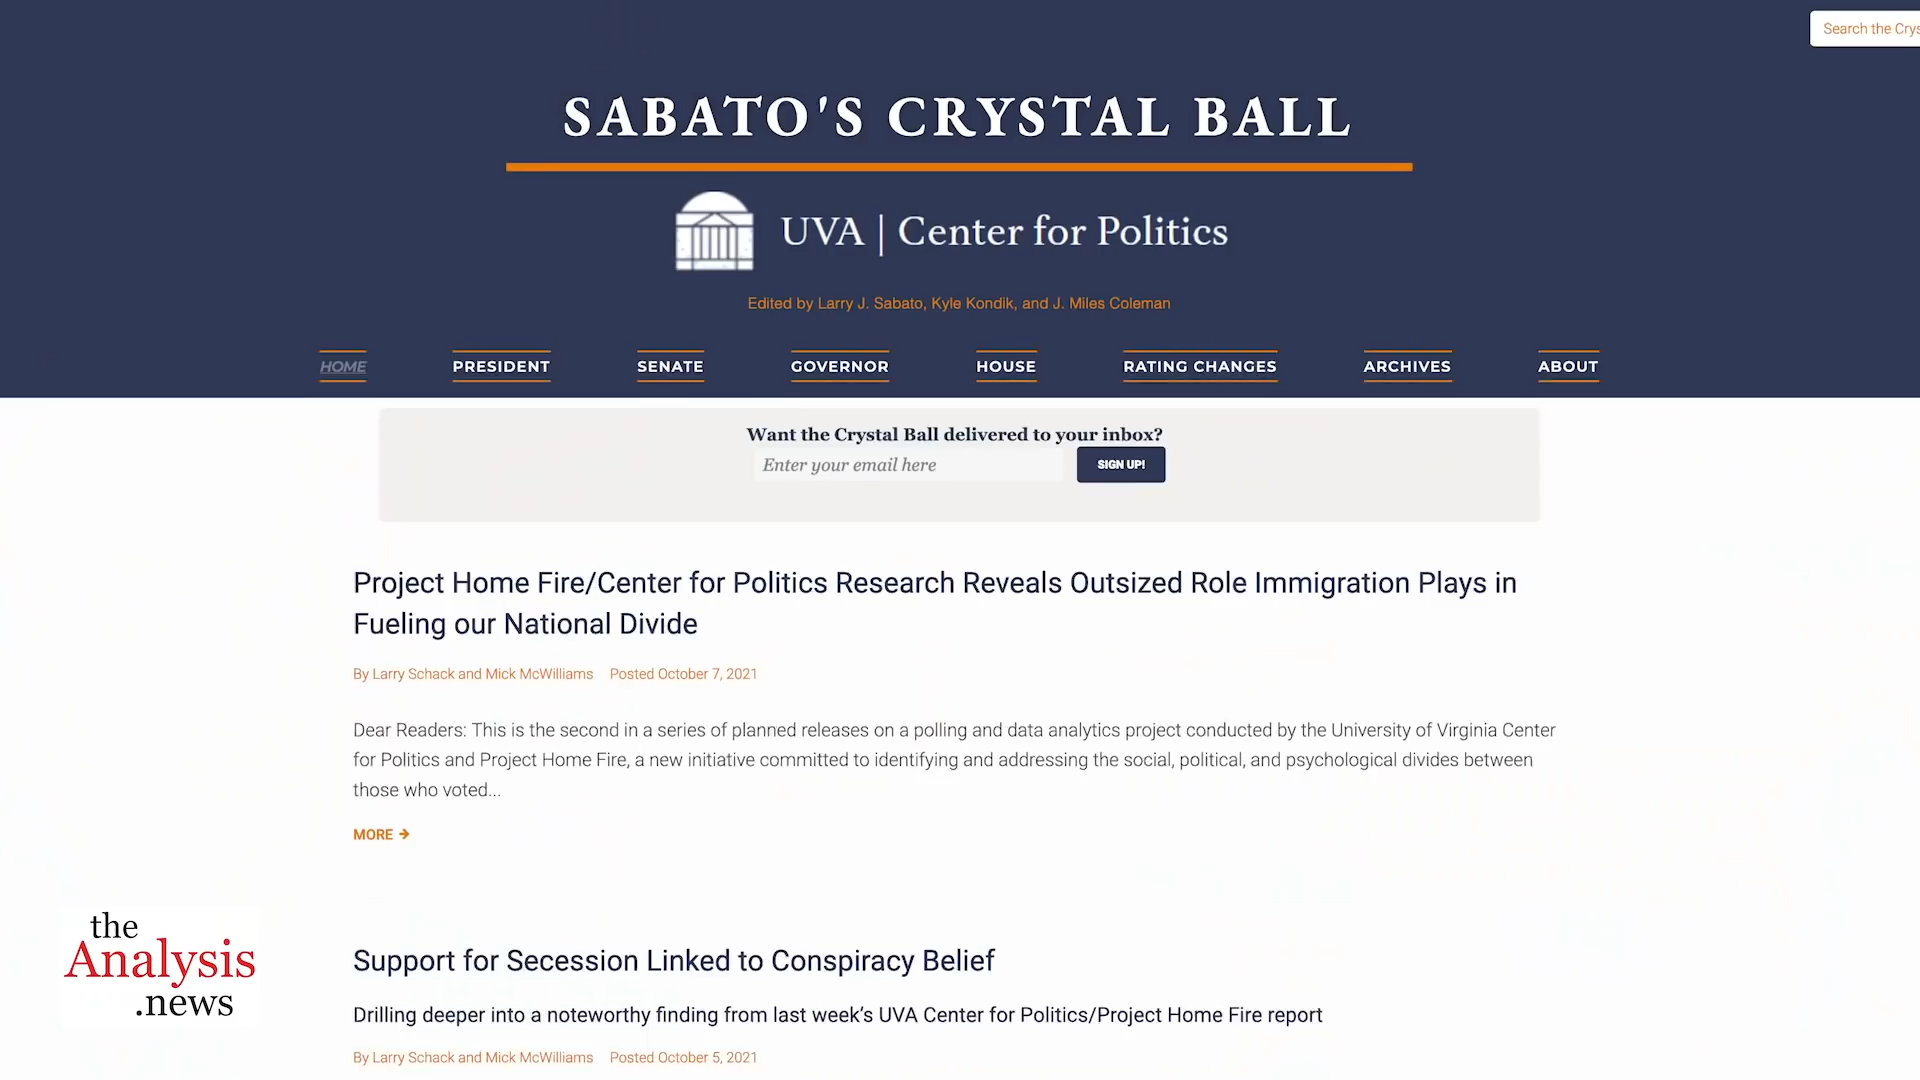 Search the Crys
SABATO'S CRYSTAL BALL
UVA | Center for Politics
Edited by Larry J. Sabato, Kyle Kondik, and J. Miles Coleman
HOME PRESIDENT SENATE GOVERNOR HOUSE RATING CHANGES ARCHIVES ABOUT
Want the Crystal Ball delivered to your inbox?
Enter your email here SIGN UP!
Project Home Fire/Center for Politics Research Reveals Outsized Role Immigration Plays in
Fueling our National Divide
By Larry Schack and Mick McWilliams Posted October 7, 2021
Dear Readers: This is the second in a series of planned releases on a polling and data analytics project conducted by the University of Virginia Center
for Politics and Project Home Fire, a new initiative committed to identifying and addressing the social, political, and psychological divides between
those who voted...
MORE →
Support for Secession Linked to Conspiracy Belief
Drilling deeper into a noteworthy finding from last week’s UVA Center for Politics/Project Home Fire report
By Larry Schack and Mick McWilliams Posted October 5, 2021
the
Analysis
.news